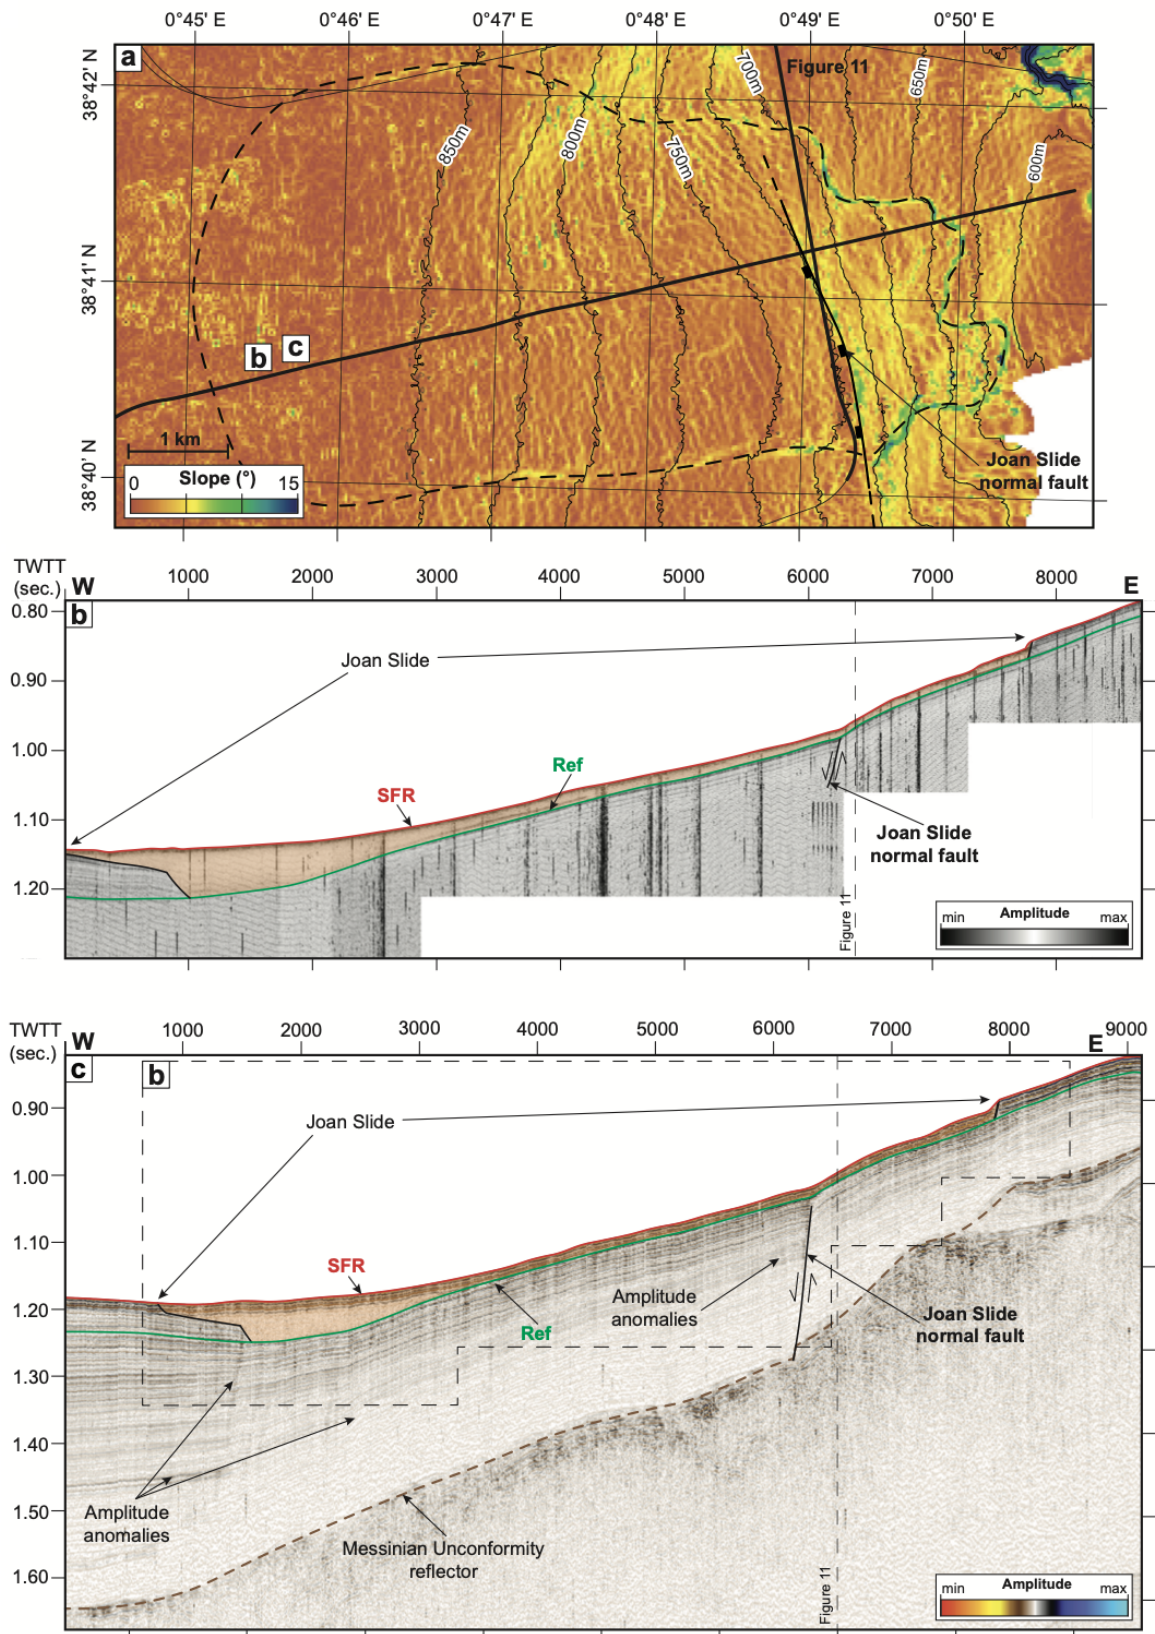 0°45' E 0°46' E 0°47' E 0°48' E 0°49' E 0°50' E
a
38°42' N
38°41' N
38°40' N
Figure 11
850m
800m
750m
700m
650m
600m
b c
1 km
Slope (°)
0 15
Joan Slide
normal fault
TWTT
(sec.)
W 1000 2000 3000 4000 5000 6000 7000 8000 E
b
0.80
0.90
1.00
1.10
1.20
Joan Slide
Ref
SFR
Joan Slide
normal fault
Figure 11
min Amplitude max
TWTT
(sec.)
W 1000 2000 3000 4000 5000 6000 7000 8000 9000
E
c b
0.90
1.00
1.10
1.20
1.30
1.40
1.50
1.60
Joan Slide
SFR
Ref
Amplitude
anomalies
Joan Slide
normal fault
Amplitude
anomalies
Messinian Unconformity
reflector
Figure 11
min Amplitude max